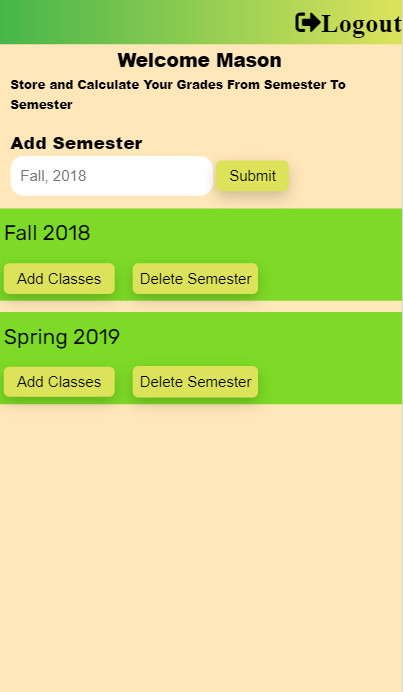 Logout
Welcome Mason
Store and Calculate Your Grades From Semester To
Semester
Add Semester
Fall, 2018 Submit
Fall 2018
Add Classes Delete Semester
Spring 2019
Add Classes Delete Semester